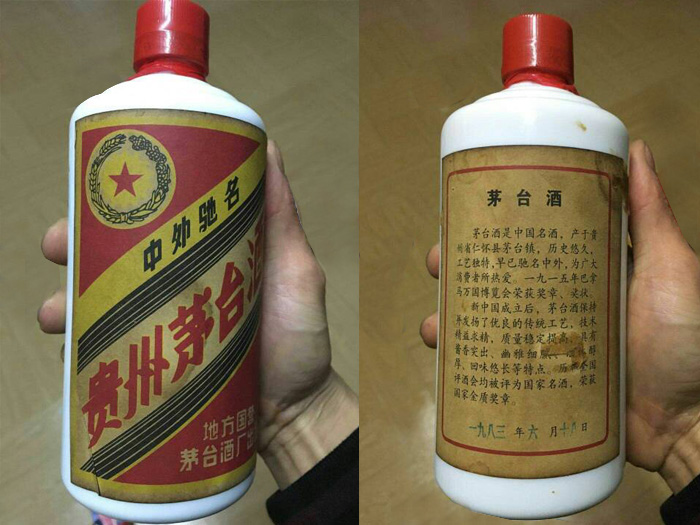 中外驰名
贵州茅台酒
地方国营
茅台酒厂出
茅台酒
茅台酒是中国名酒，产于贵
州省仁怀县茅台镇，历史悠久，
工艺独特，早已驰名中外，为广大
消费者所热爱。一九一五年巴拿
马万国博览会荣获奖章、奖状。
新中国成立后，茅台酒保持
并发扬了优良的传统工艺，技术
精益求精，质量稳定提高，具有
酱香突出、幽雅细 体醇
厚、回味悠长等特点。历 全国
评酒会均被评为国家名酒，荣获
国家金质奖章。
一九八三年六月十八日